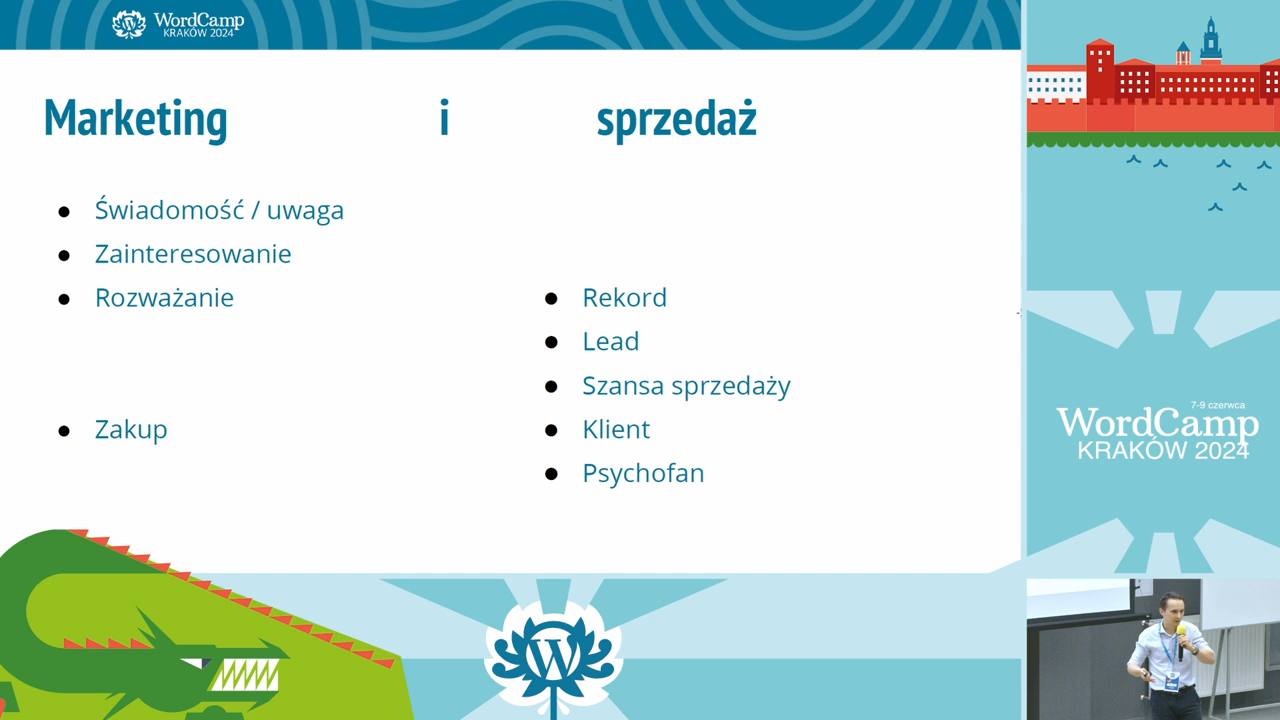 WordCamp
KRAKÓW 2024
Marketing i sprzedaż
Świadomość / uwaga
Zainteresowanie
Rozważanie
Zakup
Rekord
Lead
Szansa sprzedaży
Klient
Psychofan
7-9 czerwca
WordCamp
KRAKÓW 2024
W